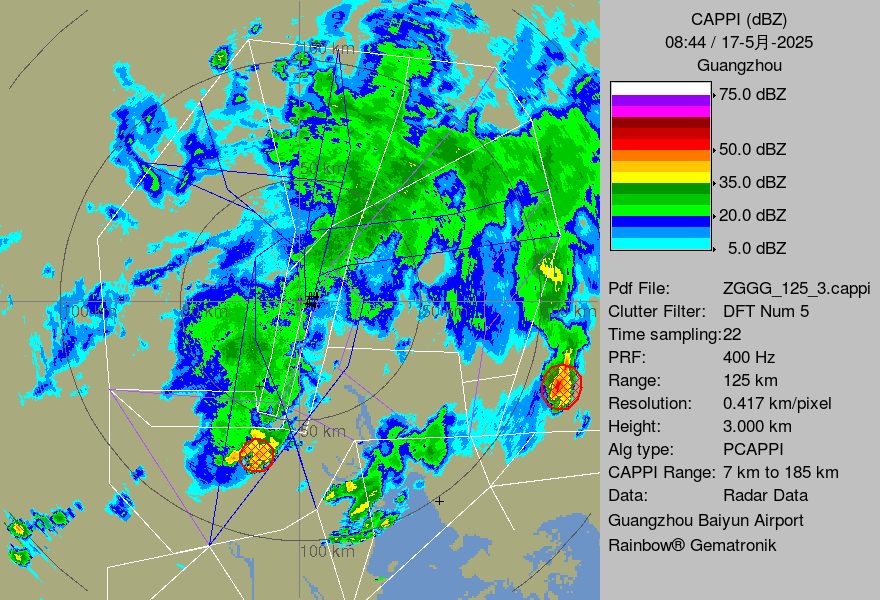 CAPPI (dBZ)
08:44 / 17-5月-2025
Guangzhou
75.0 dBZ
50.0 dBZ
35.0 dBZ
20.0 dBZ
5.0 dBZ
Pdf File: ZGGG_125_3.cappi
Clutter Filter: DFT Num 5
Time sampling:22
PRF: 400 Hz
Range: 125 km
Resolution: 0.417 km/pixel
Height: 3.000 km
Alg type: PCAPPI
CAPPI Range: 7 km to 185 km
Data: Radar Data
Guangzhou Baiyun Airport
Rainbow® Gematronik
100 km
50 km
100 km
50 km
50 km
100 km